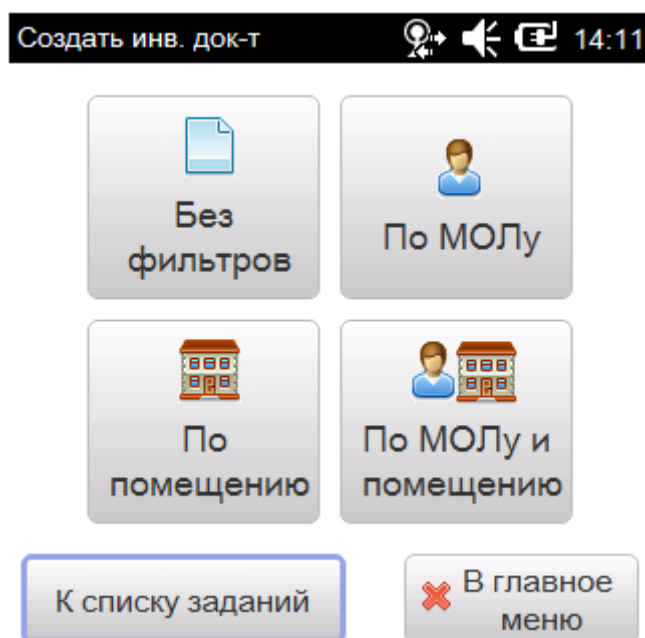 Создать инв. док-т 14:11
Без
фильтров
По МОЛу
По
помещению
По МОЛу и
помещению
К списку заданий
В главное
меню